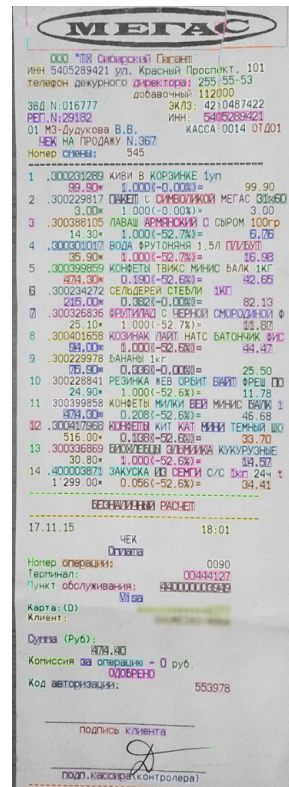 МЕГАС
ООО "ТХ Сибирский Гигант"
ИНН 5405289421 ул. Красный Проспект, 101
телефон дежурного директора: 255-55-53
добавочный 112000
ЗВД N:016777 ЭКЛЗ: 4210487422
РЕГ.N:29182 ИНН: 5405289421
01 МЗ-Дудукова В.В. КАССА:0014 ОТД01
ЧЕК НА ПРОДАЖУ N.367
Номер смены: 545
1 .300231289 КИВИ В КОРЗИНКЕ 1уп
99.90* 1.000(-0.00%)= 99.90
2 .300229817 ПАКЕТ С СИМВОЛИКОЙ МЕГАС 31х60
3.00* 1.000(-0.00%)= 3.00
3 .300388105 ЛАВАШ АРМЯНСКИЙ С СЫРОМ 100гр
14.30* 1.000(-52.7%)= 6.76
4 .300301017 ВОДА ФРУТОНЯНЯ 1,5Л П/БУТ
35.90* 1.000(-52.7%)= 16.98
5 .300399859 КОНФЕТЫ ТВИКС МИНИС БАЛК 1КГ
474.30* 0.190(-52.6%)= 42.65
6 .300234272 СЕЛЬДЕРЕЙ СТЕБЛИ 1КГ
215.00* 0.382(-0.00%)= 82.13
7 .300326836 ФРУТИЛАД С ЧЕРНОЙ СМОРОДИНОЙ Ф
25.10* 1.000(-52.7%)= 11.87
8 .300401658 КОЗИНАК ЛАЙТ НАТС БАТОНЧИК ФИС
94.00* 1.000(-52.6%)= 44.47
9 .300229978 БАНАНЫ 1кг
75.90* 0.336(-0.00%)= 25.50
10 .300228841 РЕЗИНКА ЖЕВ ОРБИТ ВАЙТ ФРЕШ ПО
24.90* 1.000(-52.6%)= 11.78
11 .300399858 КОНФЕТЫ МИЛКИ ВЕЙ МИНИС БАЛК 1
474.30* 0.208(-52.6%)= 46.68
12 .300417968 КОНФЕТЫ КИТ КАТ МИНИ ТЕМНЫЙ ШО
516.00* 0.138(-52.6%)= 33.70
13 .300336869 БИОХЛЕБЦЫ ЭЛЬМИИКА КУКУРУЗНЫЕ
30.80* 1.000(-52.6%)= 14.57
14 .400003871 ЗАКУСКА ИЗ СЕМГИ С/С 1КГ 24ч t
1'299.00* 0.056(-52.6%)= 34.41
БЕЗНАЛИЧНЫЙ РАСЧЕТ
17.11.15 18:01
ЧЕК
Оплата
Номер операции: 0090
Терминал: 00444127
Пункт обслуживания: 440000003949
Visa
Карта:(D)
Клиент:
Сумма (Руб):
474.40
Комиссия за операцию - 0 руб.
ОДОБРЕНО
Код авторизации: 553978
подпись клиента
подп.кассира(контролера)